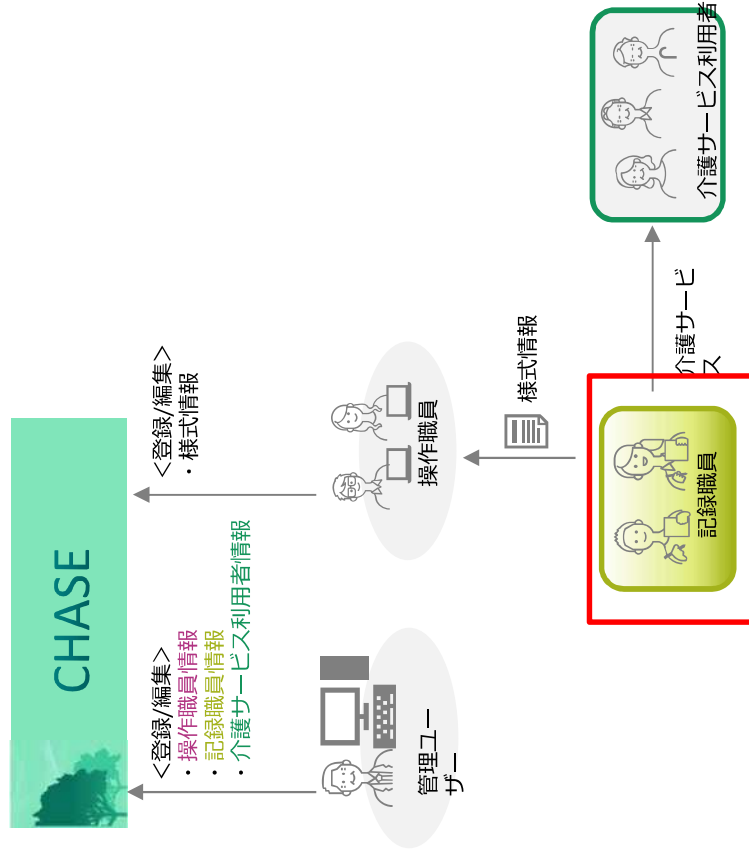 CHASE
<登録/編集>
・操作職員情報
・記録職員情報
・介護サービス利用者情報
<登録/編集>
・様式情報
管理ユー
ザー
操作職員
様式情報
記録職員
介護サービ
ス
介護サービス利用者